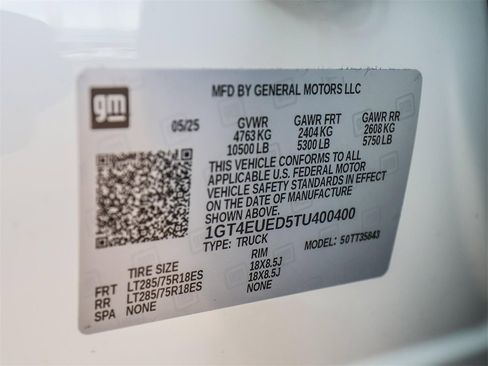 gm
MFD BY GENERAL MOTORS LLC
05/25
GVWR GAWR FRT GAWR RR
4763 KG 2404 KG 2608 KG
10500 LB 5300 LB 5750 LB
THIS VEHICLE CONFORMS TO ALL
APPLICABLE U.S. FEDERAL MOTOR
VEHICLE SAFETY STANDARDS IN EFFECT
ON THE DATE OF MANUFACTURE
SHOWN ABOVE.
1GT4EUED5TU400400
TYPE: TRUCK MODEL: 50TT35843
TIRE SIZE RIM
FRT LT285/75R18ES 18X8.5J
RR LT285/75R18ES 18X8.5J
SPA NONE NONE